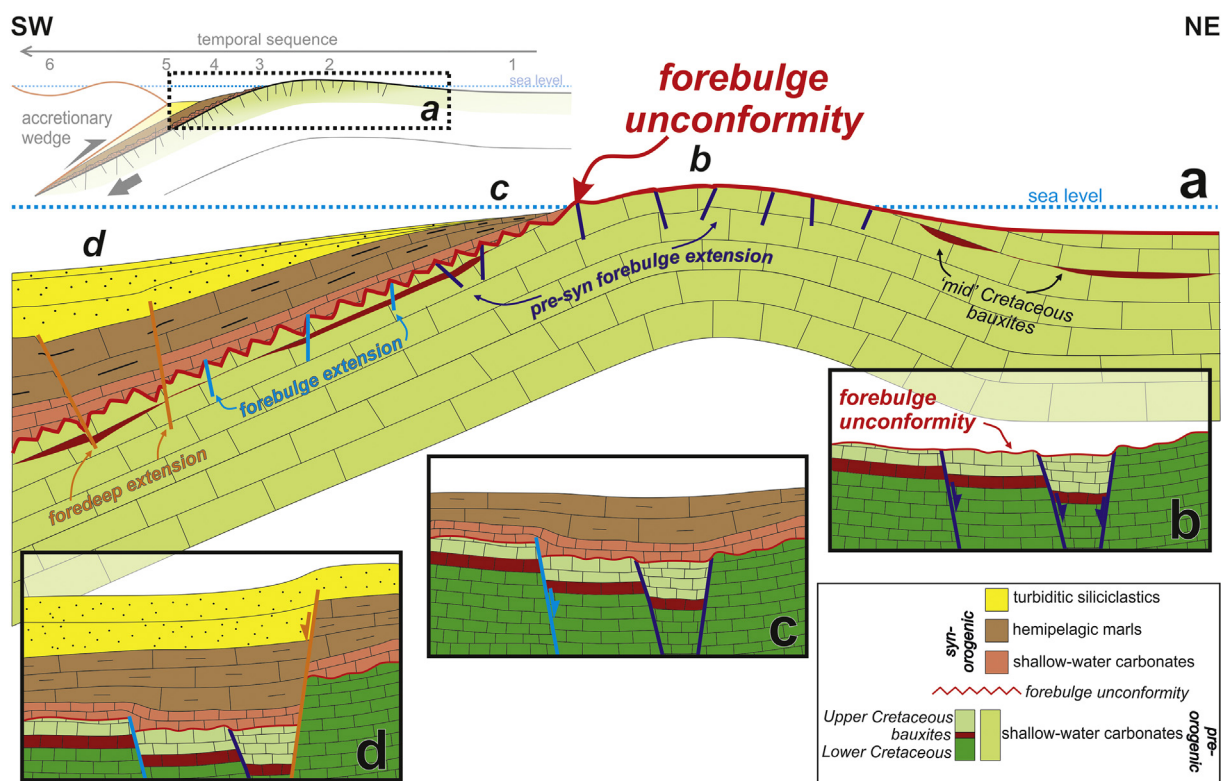 SW
NE
temporal sequence
6
5
4
3
2
1
sea level
a
accretionary
wedge
forebulge
unconformity
b
c
d
a
sea level
pre-syn forebulge extension
'mid' Cretaceous
bauxites
forebulge extension
foredeep extension
forebulge
unconformity
b
c
d
turbiditic siliciclastics
hemipelagic marls
shallow-water carbonates
syn-
orogenic
forebulge unconformity
Upper Cretaceous
bauxites
Lower Cretaceous
shallow-water carbonates
pre-
orogenic